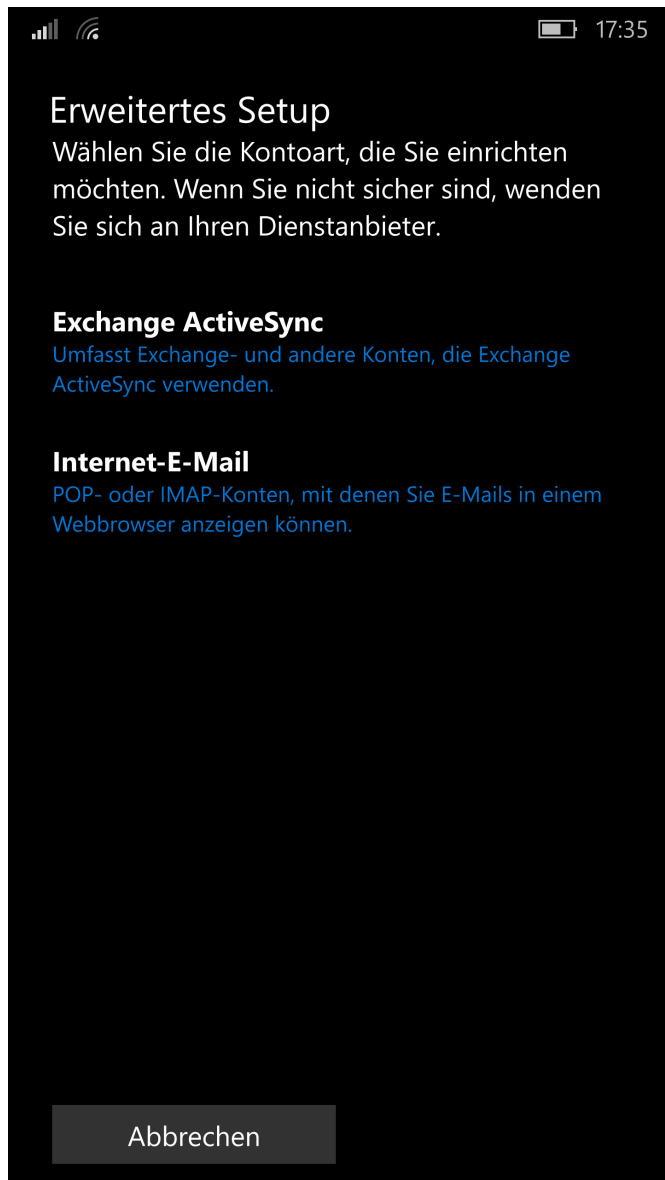 17:35
Erweitertes Setup
Wählen Sie die Kontoart, die Sie einrichten
möchten. Wenn Sie nicht sicher sind, wenden
Sie sich an Ihren Dienstanbieter.
Exchange ActiveSync
Umfasst Exchange- und andere Konten, die Exchange
ActiveSync verwenden.
Internet-E-Mail
POP- oder IMAP-Konten, mit denen Sie E-Mails in einem
Webbrowser anzeigen können.
Abbrechen